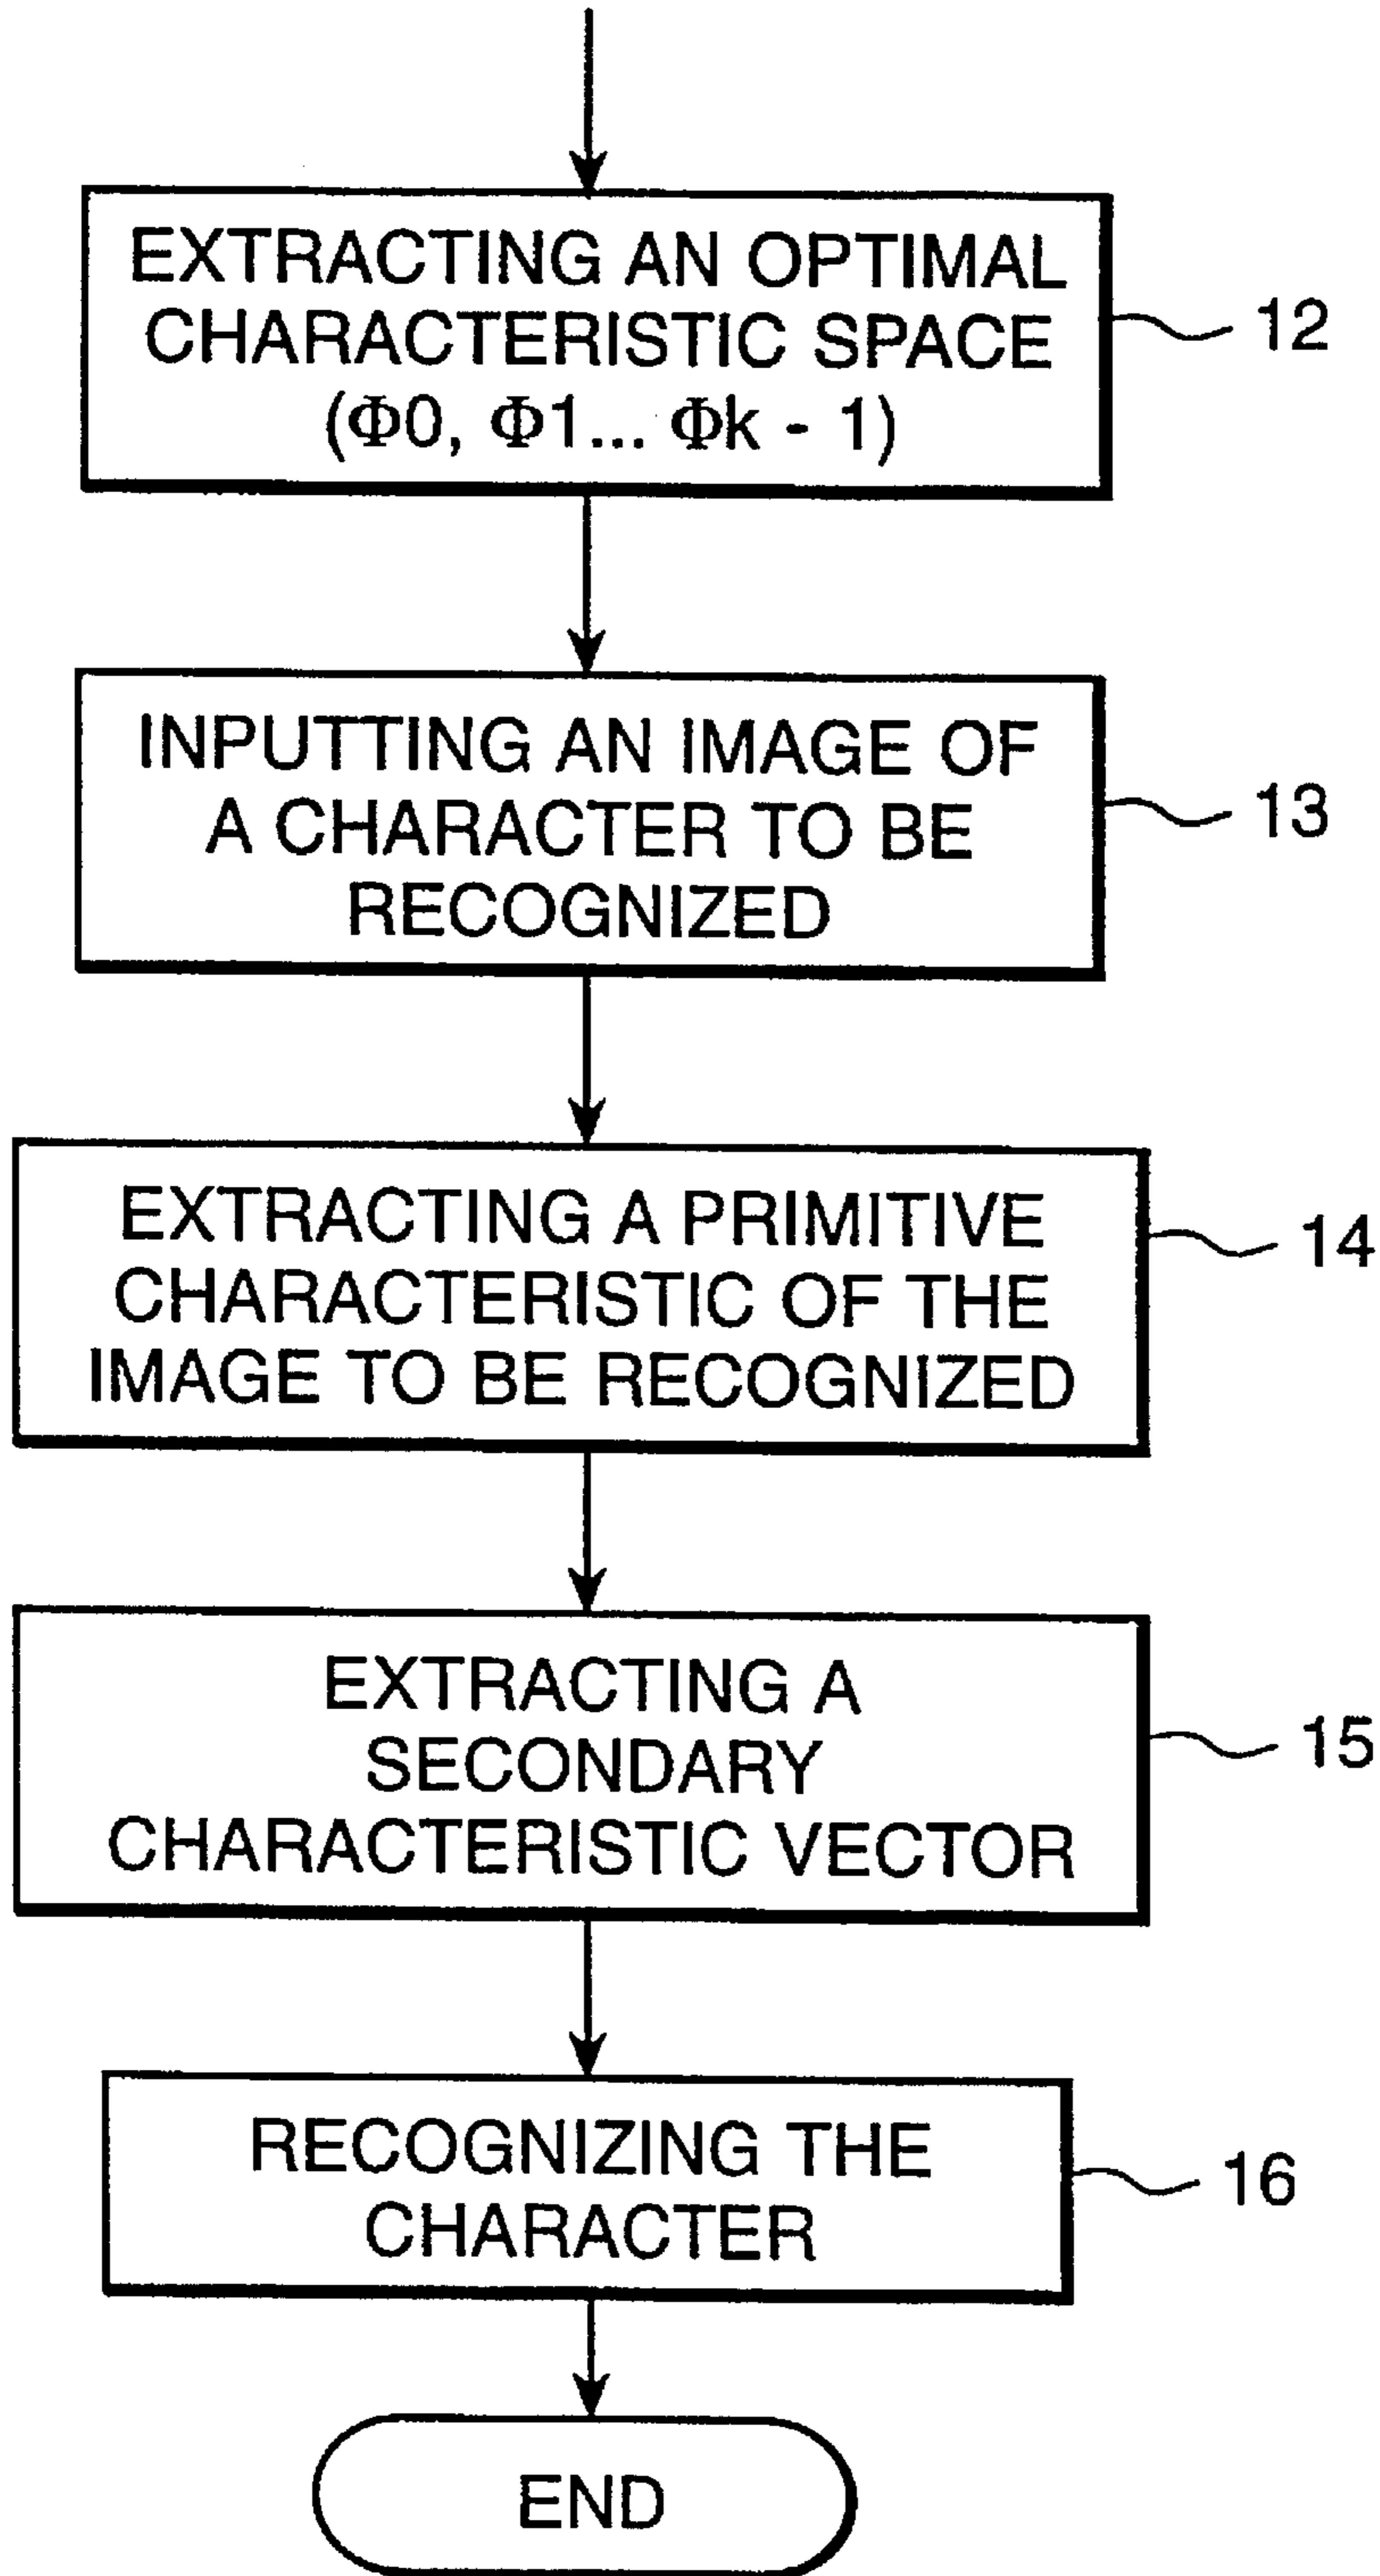 EXTRACTING AN OPTIMAL
CHARACTERISTIC SPACE
(Φ0, Φ1... Φk - 1)
12
INPUTTING AN IMAGE OF
A CHARACTER TO BE
RECOGNIZED
13
EXTRACTING A PRIMITIVE
CHARACTERISTIC OF THE
IMAGE TO BE RECOGNIZED
14
EXTRACTING A
SECONDARY
CHARACTERISTIC VECTOR
15
RECOGNIZING THE
CHARACTER
16
END